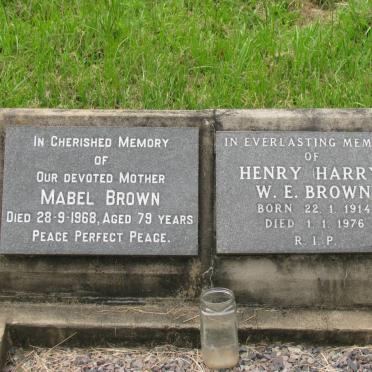 In Cherished Memory
of
Our devoted Mother
Mabel Brown
Died 28-9-1968, Aged 79 years
Peace Perfect Peace.
IN EVERLASTING
OF
HENRY HARRY
W. E. BROWN
BORN 22. 1. 1914
DIED 1. 1. 1976
R. I. P.